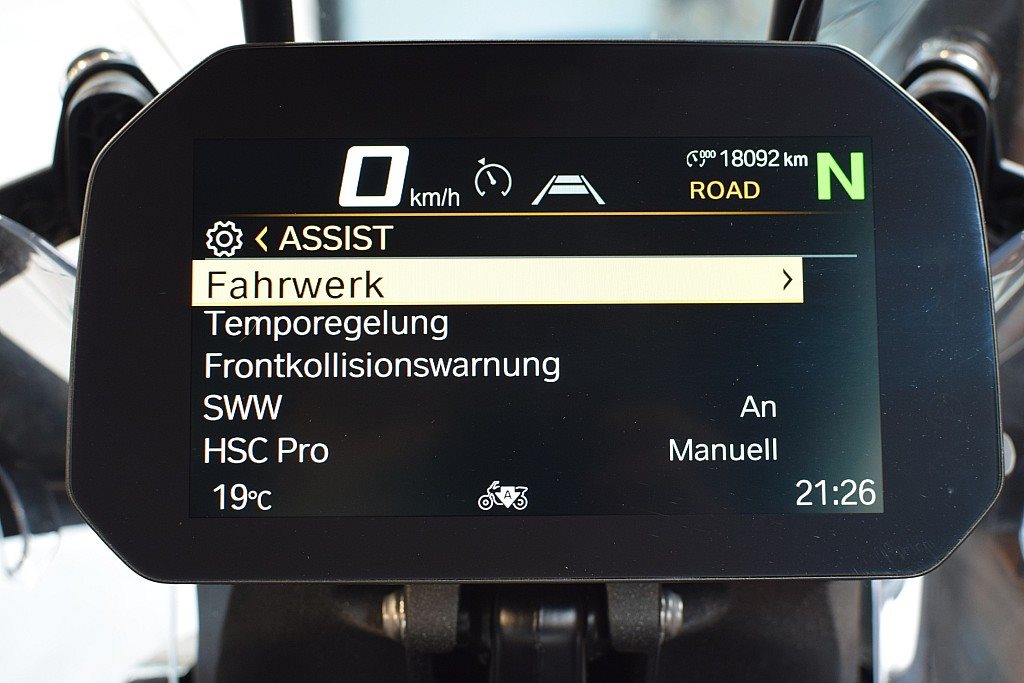 0 km/h 000 18092 km N
ROAD
ASSIST
Fahrwerk
Temporegelung
Frontkollisionswarnung
SWW An
HSC Pro Manuell
19°C A 21:26